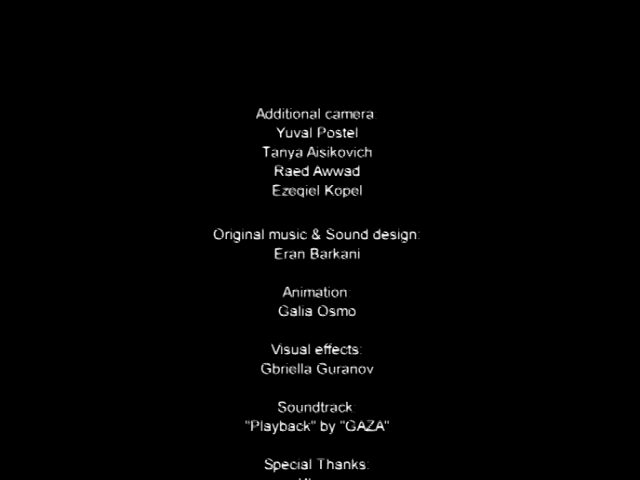 Additional camera:
Yuval Postel
Tanya Aisikovich
Raed Awwad
Ezeqiel Kopel
Original music & Sound design:
Eran Barkani
Animation:
Galia Osmo
Visual effects:
Gbriella Guranov
Soundtrack:
"Playback" by "GAZA"
Special Thanks: